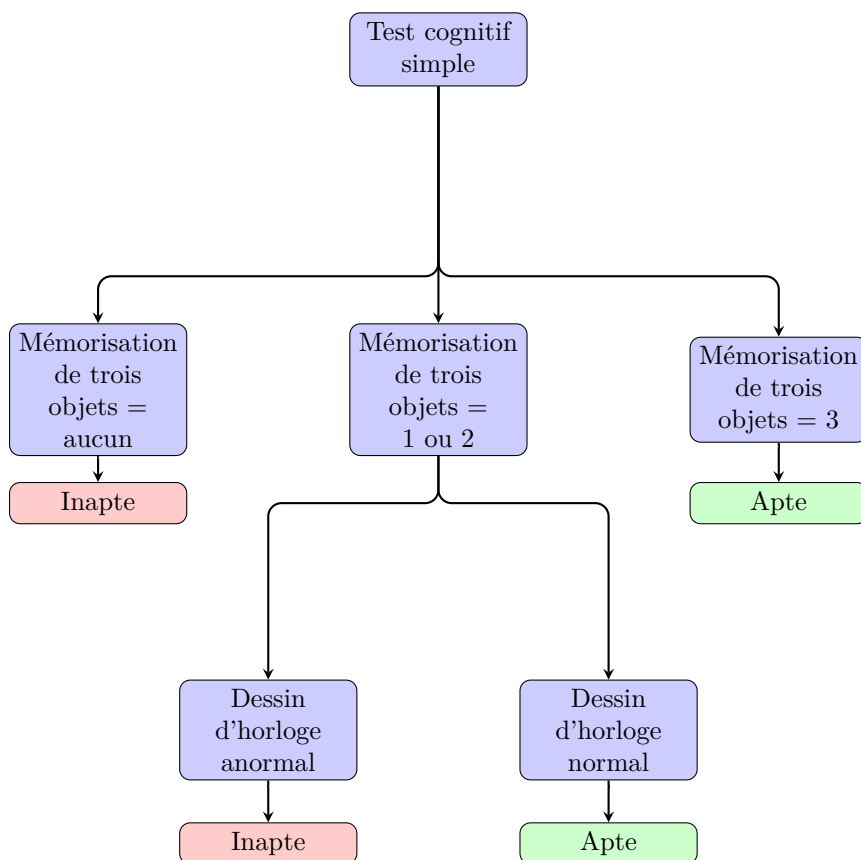 Test cognitif
simple
Mémorisation
de trois
objets =
aucun
Mémorisation
de trois
objets =
1 ou 2
Mémorisation
de trois
objets = 3
Inapte
Apte
Dessin
d'horloge
anormal
Dessin
d'horloge
normal
Inapte
Apte